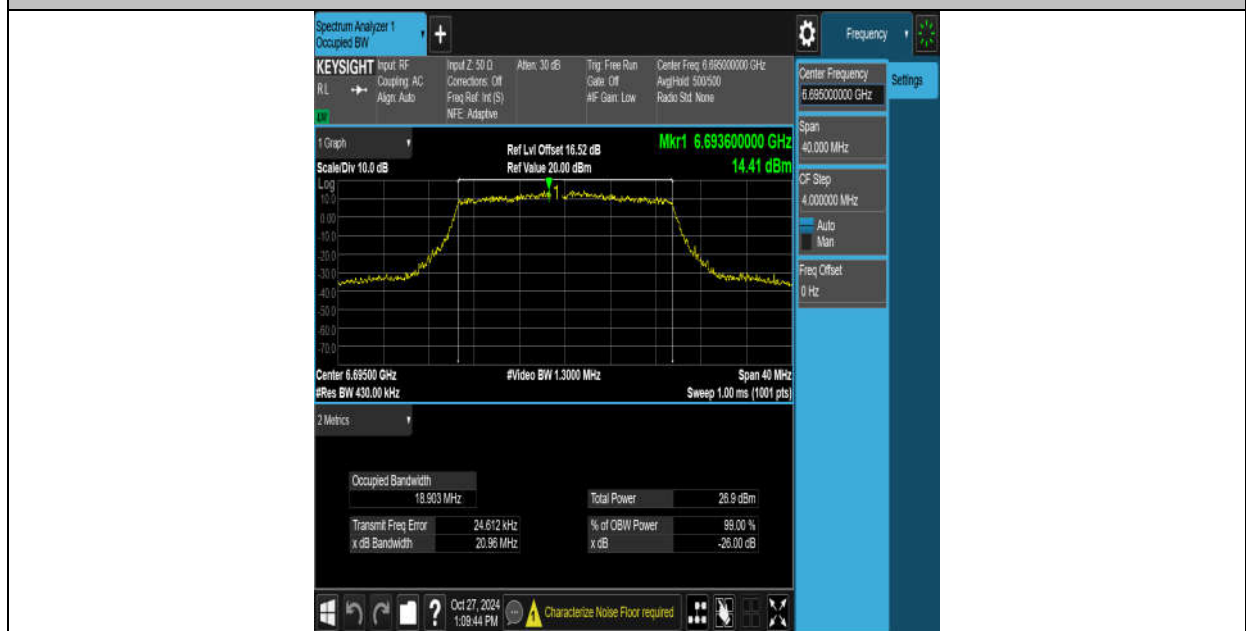 Spectrum Analyzer 1
Occupied BW
+
Frequency
KEYSIGHT
RL
Input: RF
Coupling: AC
Align: Auto
Input Z: 50 Ω
Corrections: Off
Freq Ref: Int (S)
NFE: Adaptive
Atten: 30 dB
Trig: Free Run
Gate: Off
#IF Gain: Low
Center Freq: 6.695000000 GHz
Avg|Hold: 500/500
Radio Std: None
Center Frequency
6.695000000 GHz
Settings
Span
40.000 MHz
CF Step
4.000000 MHz
Auto
Man
Freq Offset
0 Hz
1 Graph
Scale/Div 10.0 dB
Ref Lvl Offset 16.52 dB
Ref Value 20.00 dBm
Mkr1 6.693600000 GHz
14.41 dBm
Log
10.0
0.00
-10.0
-20.0
-30.0
-40.0
-50.0
-60.0
-70.0
1
Center 6.69500 GHz
#Video BW 1.3000 MHz
Span 40 MHz
#Res BW 430.00 kHz
Sweep 1.00 ms (1001 pts)
2 Metrics
Occupied Bandwidth
18.903 MHz
Total Power 26.9 dBm
Transmit Freq Error 24.612 kHz
% of OBW Power 99.00 %
x dB Bandwidth 20.96 MHz
x dB -26.00 dB
?
Oct 27, 2024
1:09:44 PM
Characterize Noise Floor required